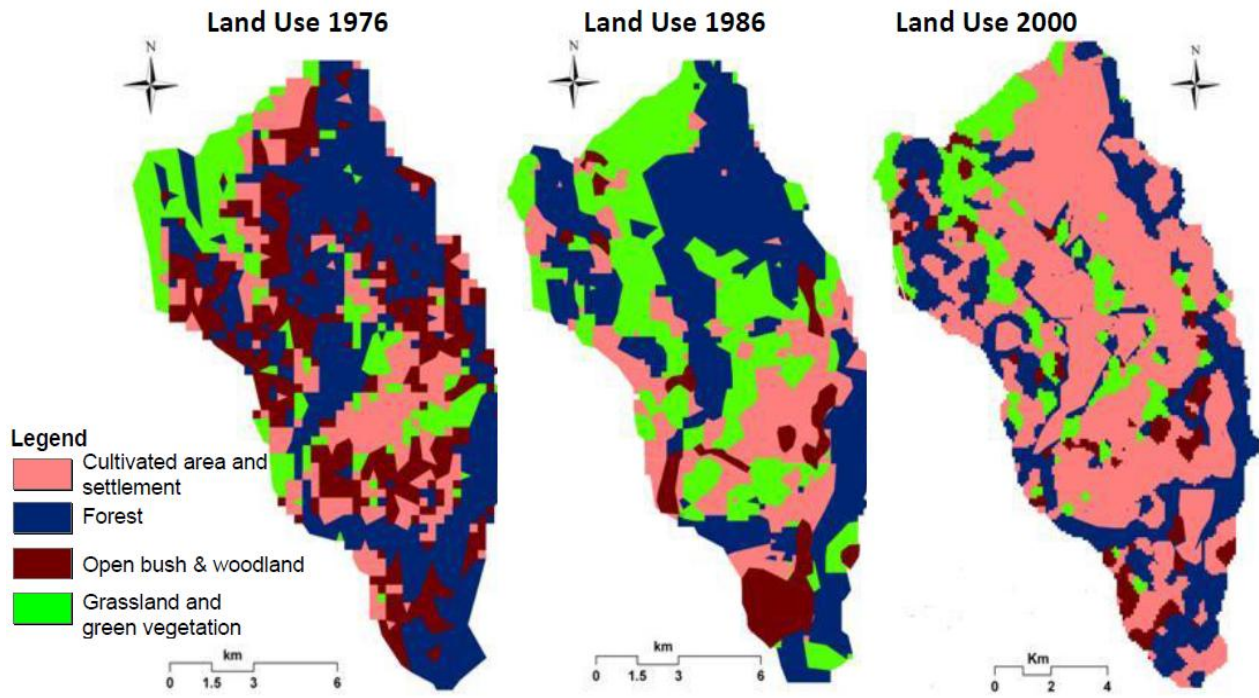 Land Use 1976
Land Use 1986
Land Use 2000
N
N
N
Legend
Cultivated area and
settlement
Forest
Open bush & woodland
Grassland and
green vegetation
km
0 1.5 3 6
km
0 1.5 3 6
Km
0 2 4